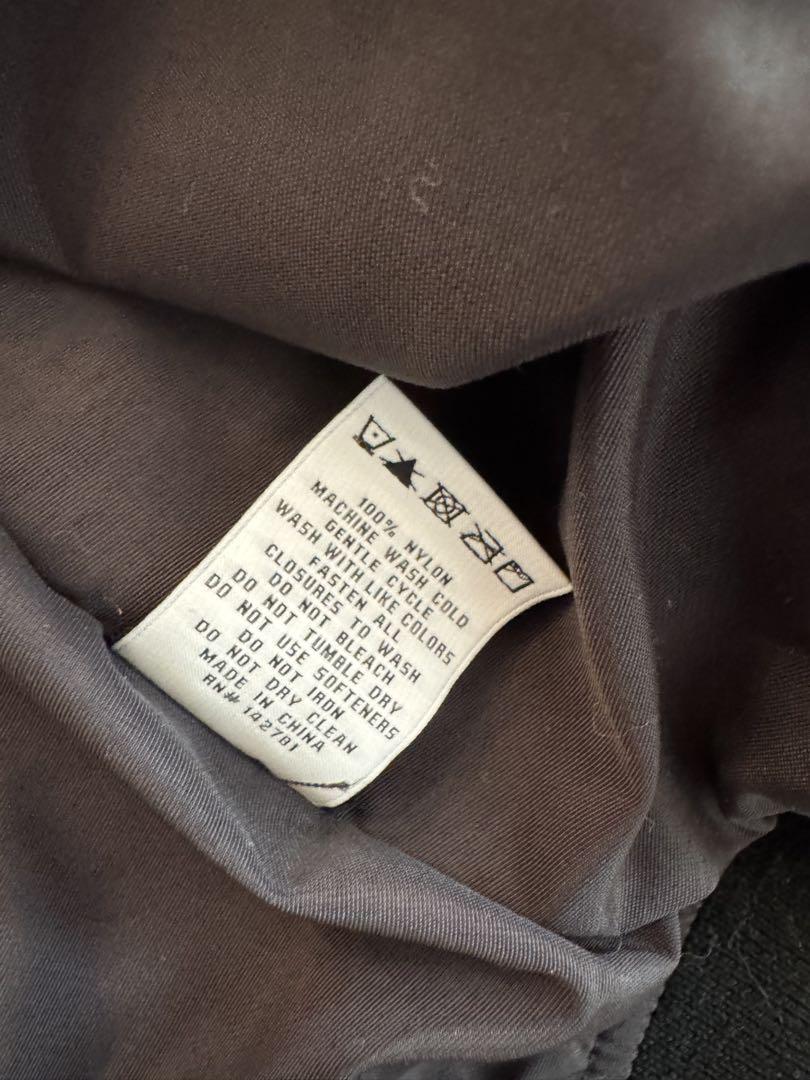 100% NYLON
MACHINE WASH COLD
GENTLE CYCLE
WASH WITH LIKE COLORS
FASTEN ALL
CLOSURES TO WASH
DO NOT BLEACH
DO NOT TUMBLE DRY
DO NOT USE SOFTENERS
DO NOT IRON
DO NOT DRY CLEAN
MADE IN CHINA
RN# 142781